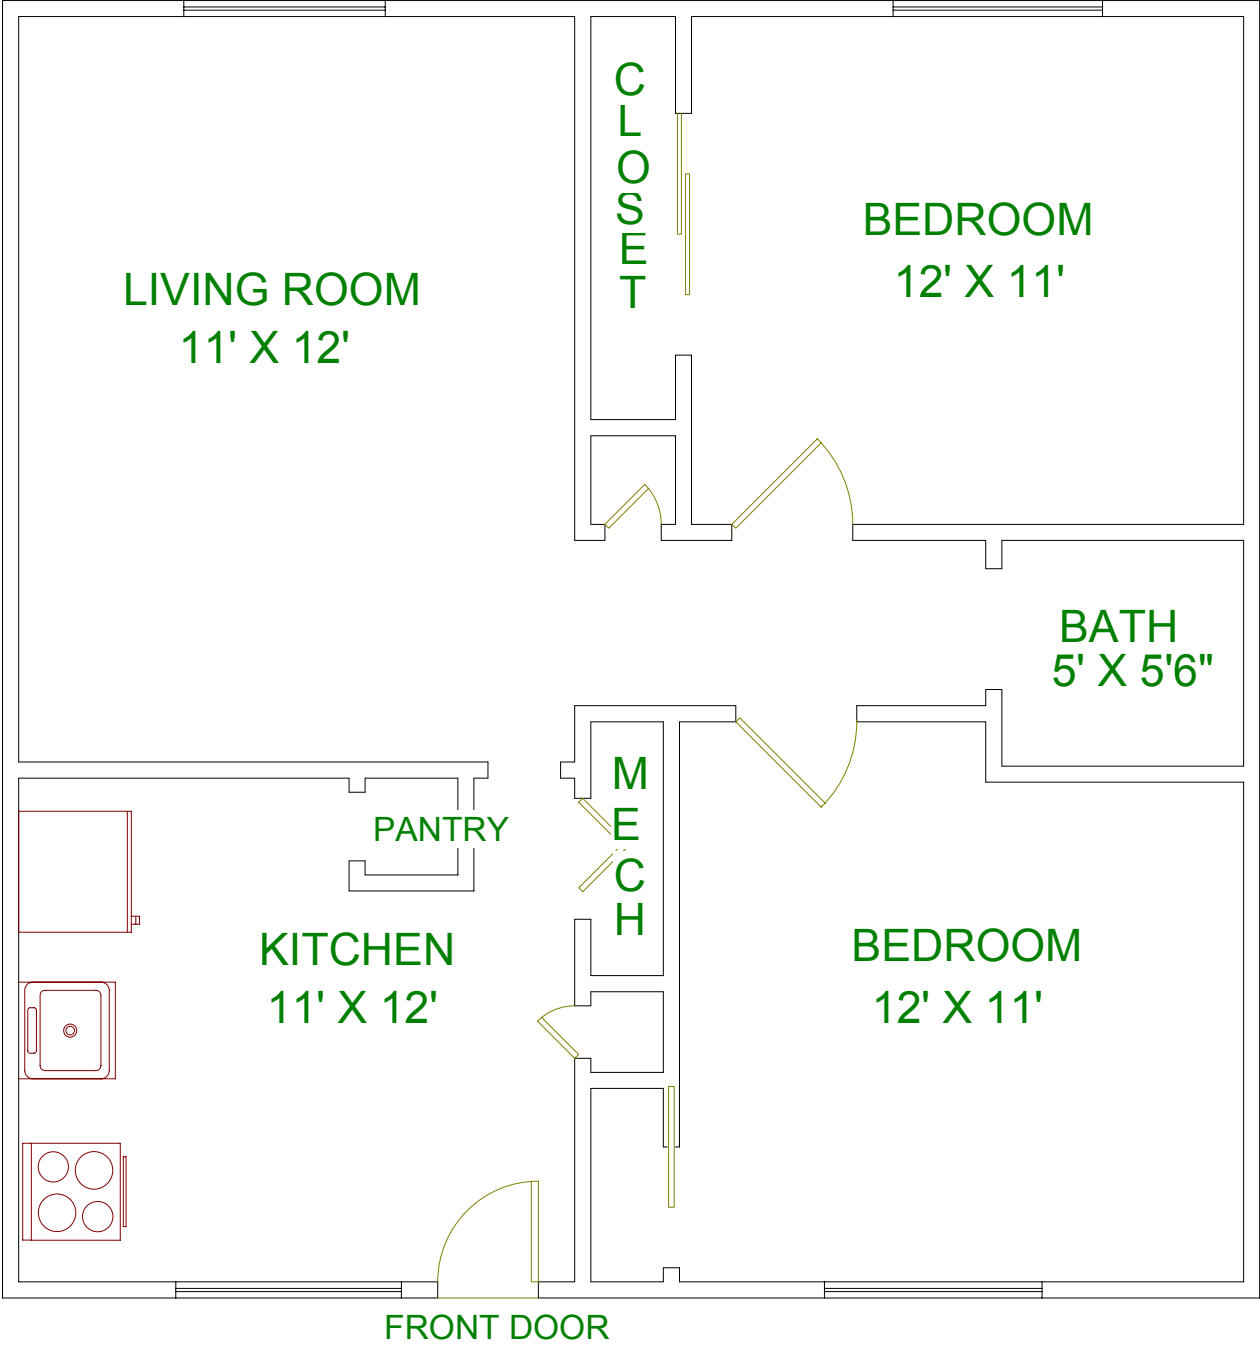 CLOSET
BEDROOM
12' X 11'
LIVING ROOM
11' X 12'
BATH
5' X 5'6"
MECH
PANTRY
KITCHEN
11' X 12'
BEDROOM
12' X 11'
FRONT DOOR